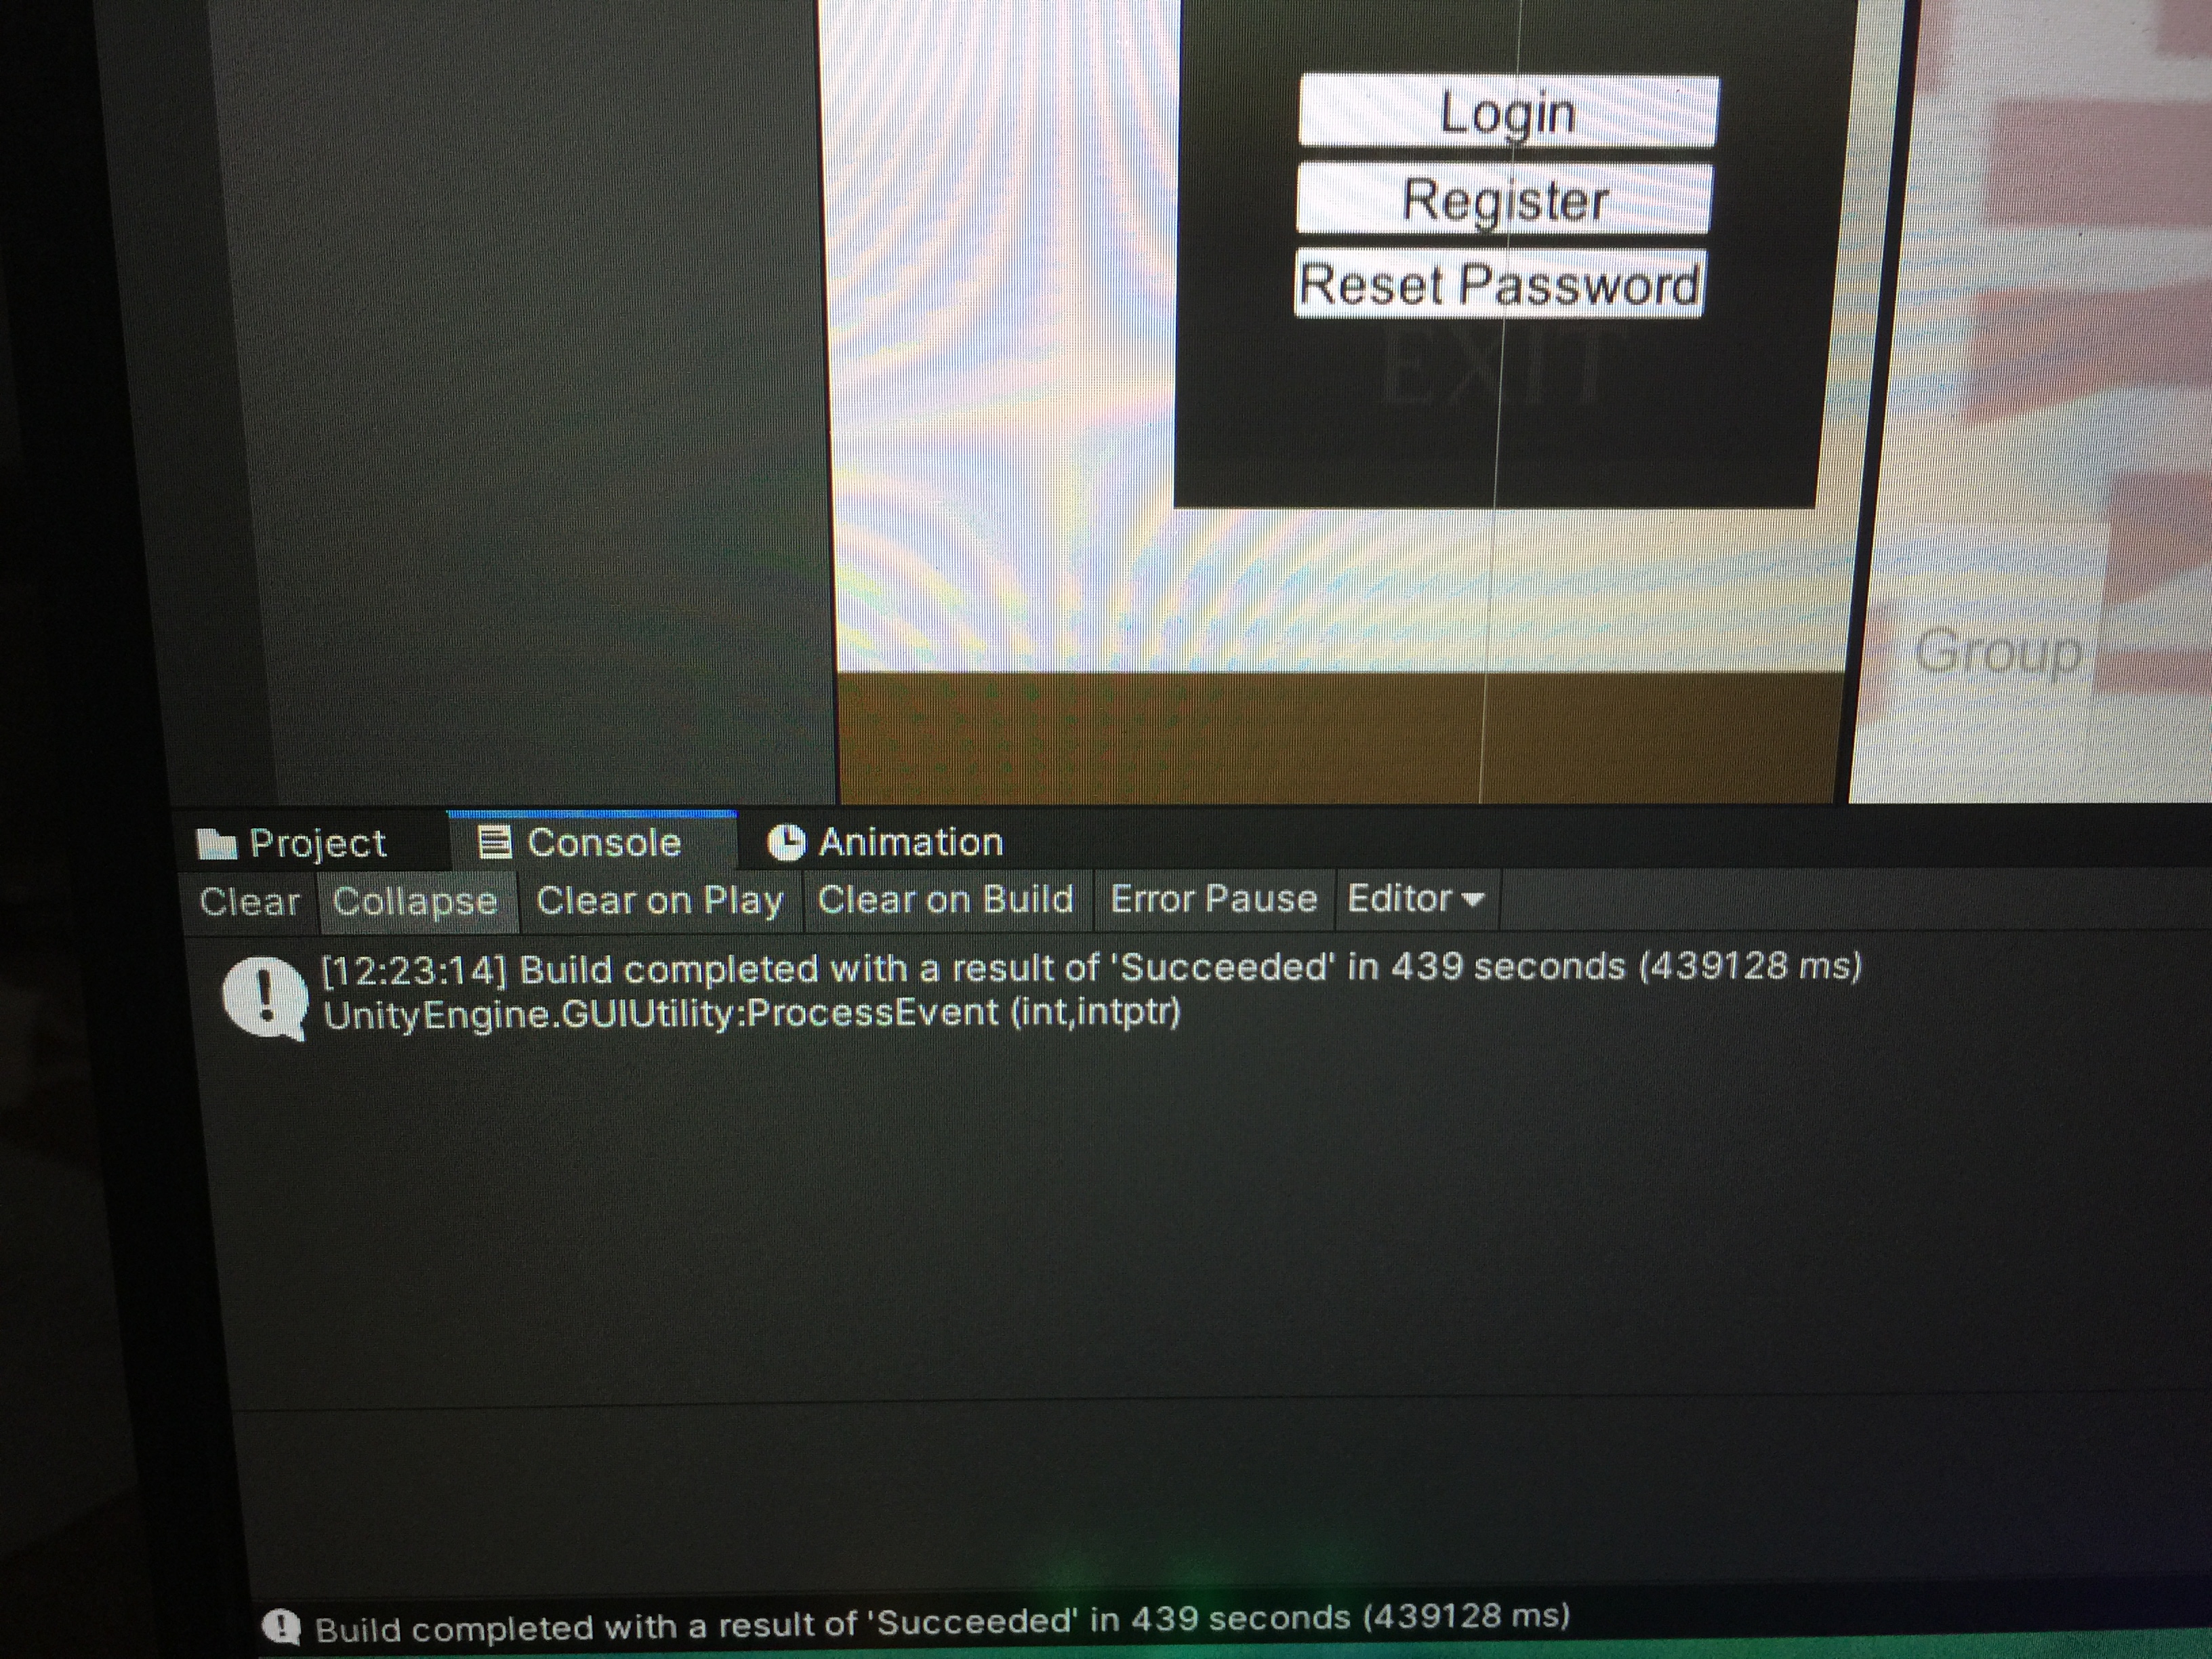 Login
Register
Reset Password
EXIT
Group
Project
Console
Animation
Clear
Collapse
Clear on Play
Clear on Build
Error Pause
Editor
[12:23:14] Build completed with a result of 'Succeeded' in 439 seconds (439128 ms)
UnityEngine.GUIUtility:ProcessEvent (int,intptr)
Build completed with a result of 'Succeeded' in 439 seconds (439128 ms)